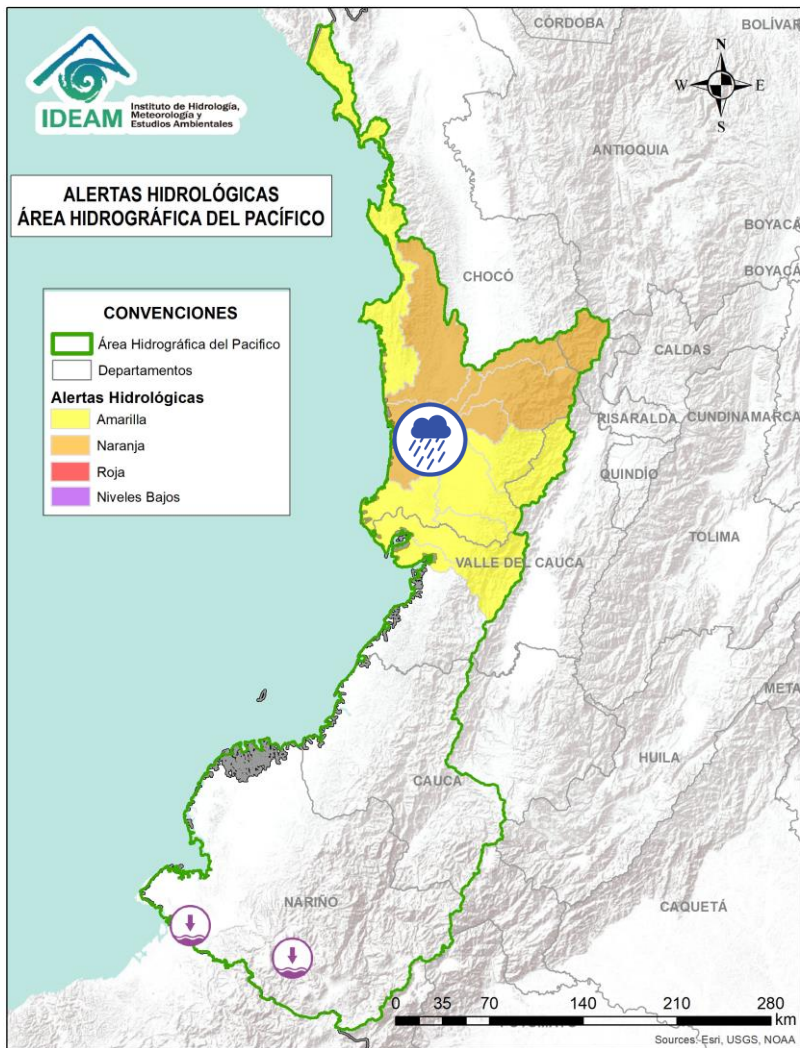 CÓRDOBA
BOLÍVAR
N
W
E
S
IDEAM
Instituto de Hidrología,
Meteorología y
Estudios Ambientales
ANTIOQUIA
ALERTAS HIDROLÓGICAS
ÁREA HIDROGRÁFICA DEL PACÍFICO
BOYACÁ
BOYACÁ
CHOCÓ
CONVENCIONES
Área Hidrográfica del Pacifico
Departamentos
Alertas Hidrológicas
Amarilla
Naranja
Roja
Niveles Bajos
CALDAS
RISARALDA
CUNDINAMARCA
QUINDÍO
TOLIMA
VALLE DEL CAUCA
META
HUILA
CAUCA
NARIÑO
CAQUETÁ
0 35 70 140 210 280
km
Sources: Esri, USGS, NOAA